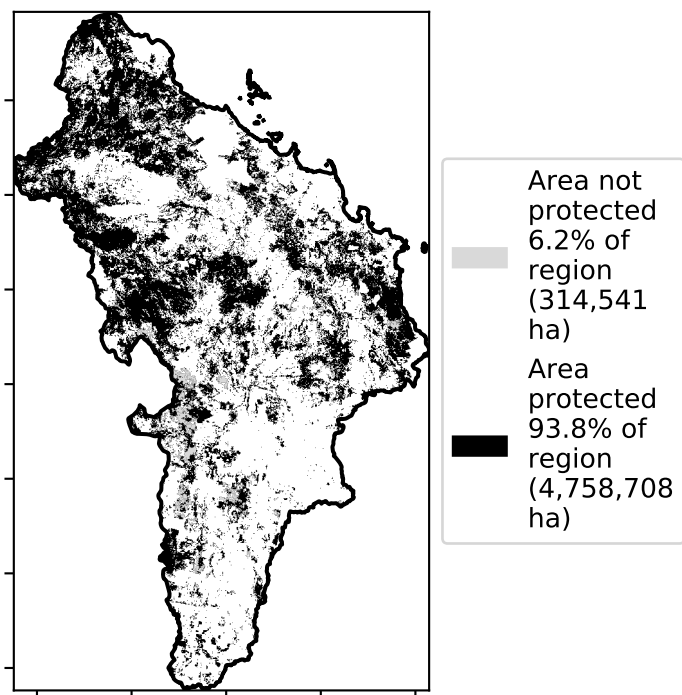 Area not
protected
6.2% of
region
(314,541
ha)
Area
protected
93.8% of
region
(4,758,708
ha)